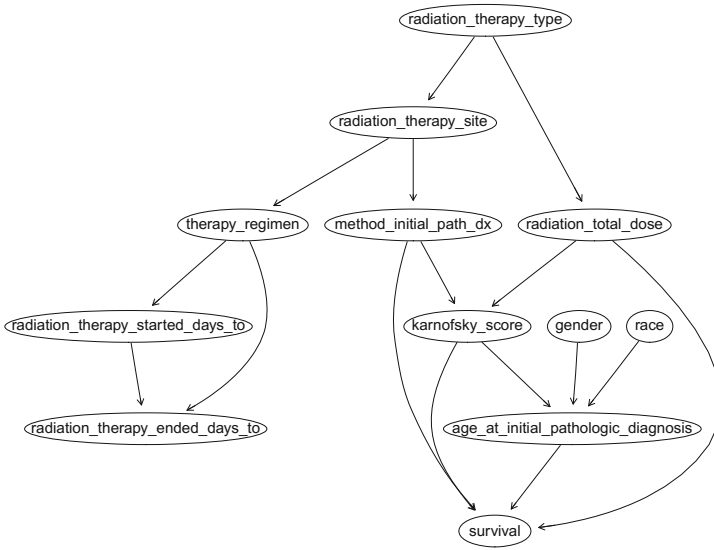 radiation_therapy_type
radiation_therapy_site
therapy_regimen
method_initial_path_dx
radiation_total_dose
radiation_therapy_started_days_to
karnofsky_score
gender
race
radiation_therapy_ended_days_to
age_at_initial_pathologic_diagnosis
survival